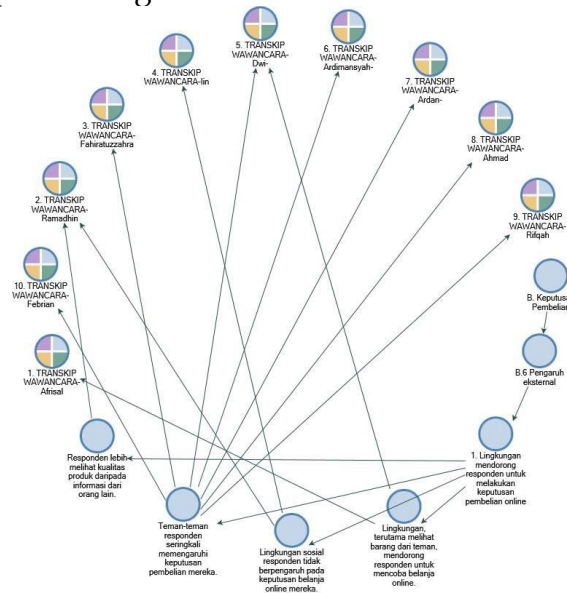 5. TRANSKIP
WAWANCARA-
Dwi-
6. TRANSKIP
WAWANCARA-
Ardimansyah-
4. TRANSKIP
WAWANCARA-Iin
7. TRANSKIP
WAWANCARA-
Ardan-
3. TRANSKIP
WAWANCARA-
Fahiratuzzahra
8. TRANSKIP
WAWANCARA-
Ahmad
2. TRANSKIP
WAWANCARA-
Ramadhin
9. TRANSKIP
WAWANCARA-
Rifqah
10. TRANSKIP
WAWANCARA-
Febrian
B. Keputusa
Pembelian
1. TRANSKIP
WAWANCARA-
Afrisal
B.6 Pengaruh
eksternal
Responden lebih
melihat kualitas
produk daripada
informasi dari
orang lain.
1. Lingkungan
mendorong
responden untuk
melakukan
keputusan
pembelian online
Teman-teman
responden
seringkali
memengaruhi
keputusan
pembelian mereka.
Lingkungan sosial
responden tidak
berpengaruh pada
keputusan belanja
online mereka.
Lingkungan,
terutama melihat
barang dari teman,
mendorong
responden untuk
mencoba belanja
online.